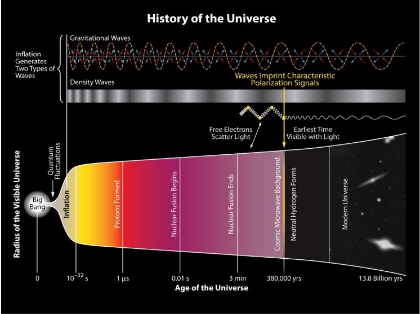 History of the Universe
Gravitational Waves
Inflation
Generates
Two Types of
Waves
Density Waves
Waves Imprint Characteristic
Polarization Signals
Free Electrons
Scatter Light
Earliest Time
Visible with Light
Radius of the Visible Universe
Quantum
Fluctuations
Big
Bang
Inflation
Protons Formed
Nuclear Fusion Begins
Nuclear Fusion Ends
Cosmic Microwave Background
Neutral Hydrogen Forms
Modern Universe
0
10⁻³² s
1 µs
0.01 s
3 min
380,000 yrs
13.8 Billion yrs
Age of the Universe